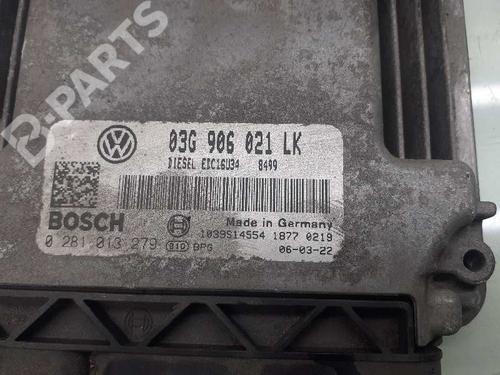 B-PARTS
03G 906 021 LK
DIESEL EDC16U34 8499
BOSCH
Made in Germany
1039S14554 1877 0219
0 281 013 279 BPG 06-03-22